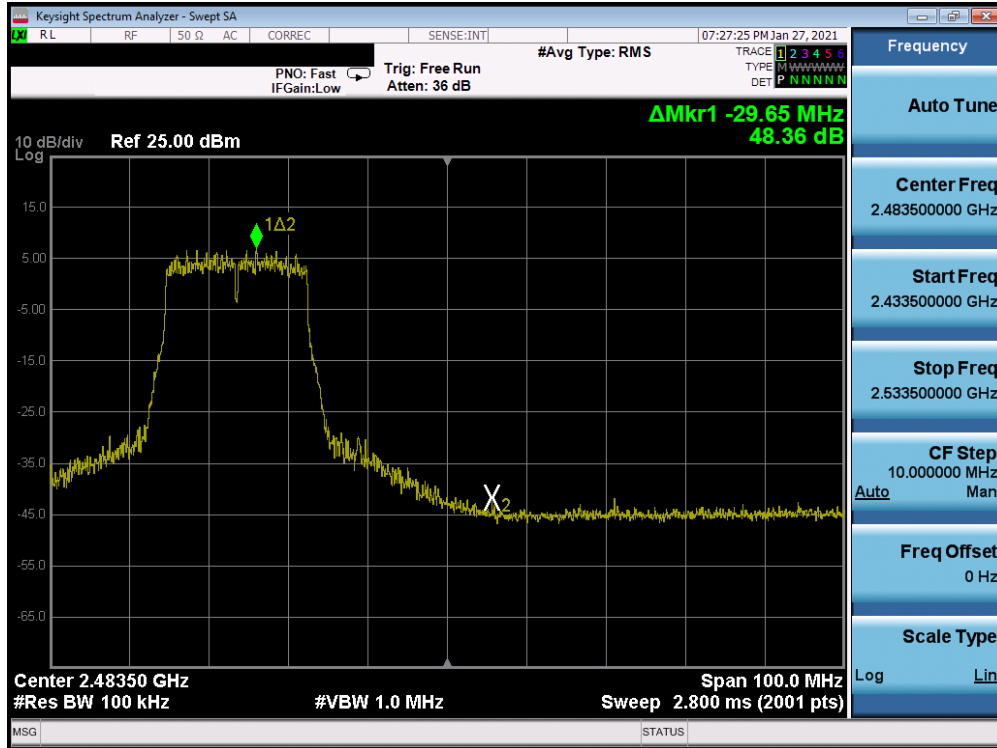 Keysight Spectrum Analyzer - Swept SA
LXI RL RF 50 Ω AC CORREC SENSE:INT 07:27:25 PM Jan 27, 2021
#Avg Type: RMS TRACE 1 2 3 4 5 6
PNO: Fast Trig: Free Run TYPE M WWWWW
IFGain:Low Atten: 36 dB DET P N N N N N
ΔMkr1 -29.65 MHz
10 dB/div Ref 25.00 dBm 48.36 dB
Log
15.0
1Δ2
5.00
-5.00
-15.0
-25.0
-35.0
-45.0
X2
-55.0
-65.0
Center 2.48350 GHz Span 100.0 MHz
#Res BW 100 kHz #VBW 1.0 MHz Sweep 2.800 ms (2001 pts)
MSG STATUS
Frequency
Auto Tune
Center Freq
2.483500000 GHz
Start Freq
2.433500000 GHz
Stop Freq
2.533500000 GHz
CF Step
10.000000 MHz
Auto Man
Freq Offset
0 Hz
Scale Type
Log Lin